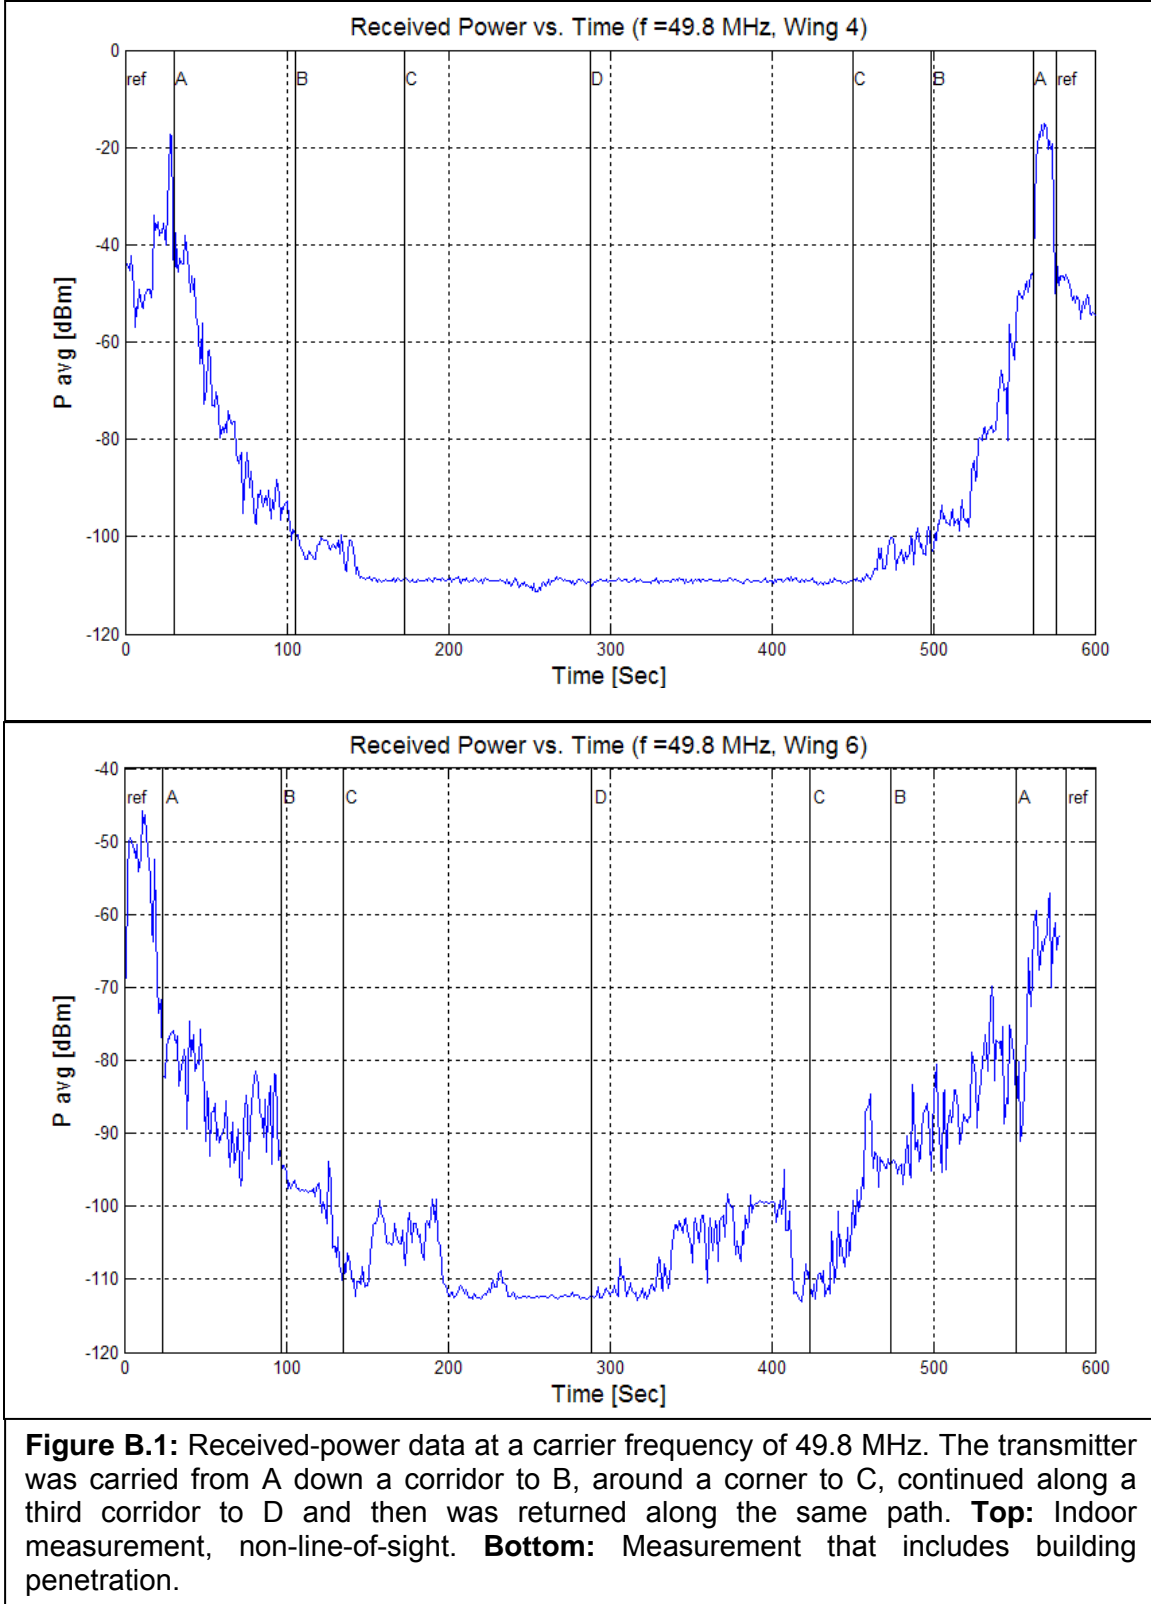 Received Power vs. Time (f =49.8 MHz, Wing 4)
0
ref A B C D C B A ref
-20
-40
-60
-80
-100
-120
P avg [dBm]
0 100 200 300 400 500 600
Time [Sec]
Received Power vs. Time (f =49.8 MHz, Wing 6)
-40
ref A B C D C B A ref
-50
-60
-70
-80
-90
-100
-110
-120
P avg [dBm]
0 100 200 300 400 500 600
Time [Sec]
Figure B.1: Received-power data at a carrier frequency of 49.8 MHz. The transmitter
was carried from A down a corridor to B, around a corner to C, continued along a
third corridor to D and then was returned along the same path. Top: Indoor
measurement, non-line-of-sight. Bottom: Measurement that includes building
penetration.